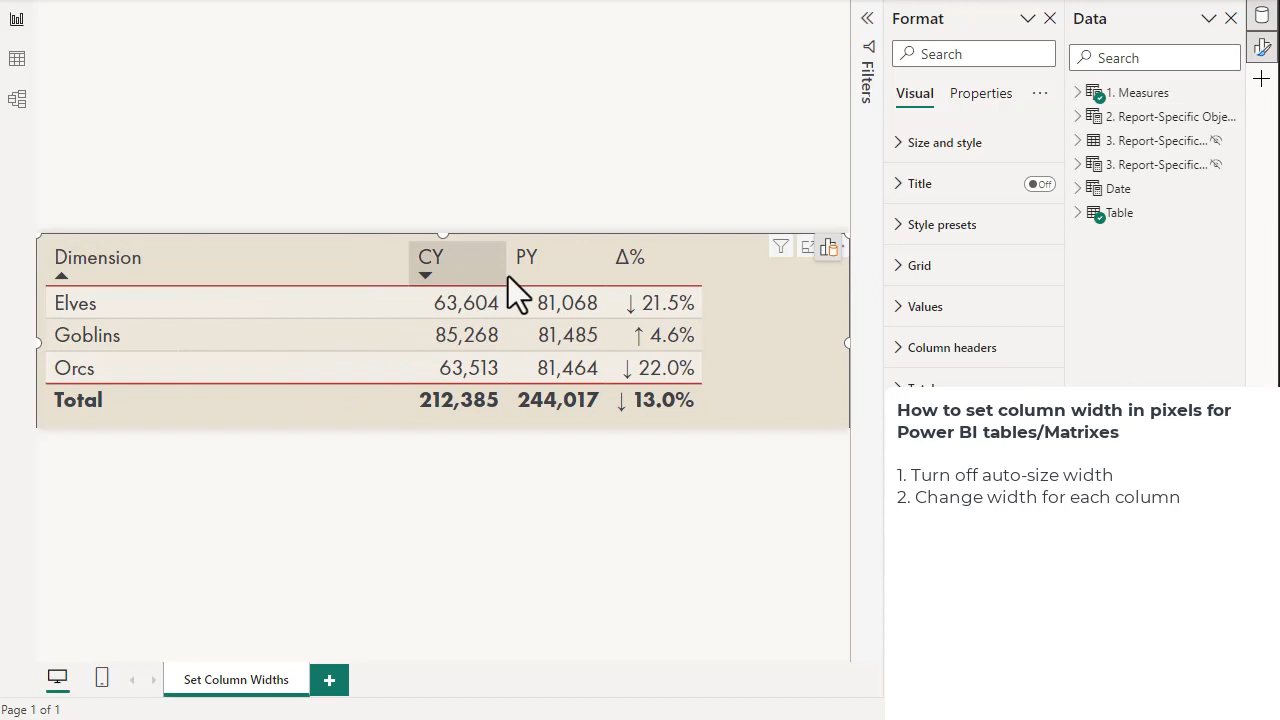 Format
Data
Search
Search
Filters
Visual Properties ...
1. Measures
2. Report-Specific Obje...
3. Report-Specific...
3. Report-Specific...
Date
Table
Size and style
Title Off
Style presets
Grid
Values
Column headers
Dimension CY PY Δ%
Elves 63,604 81,068 ↓ 21.5%
Goblins 85,268 81,485 ↑ 4.6%
Orcs 63,513 81,464 ↓ 22.0%
Total 212,385 244,017 ↓ 13.0%
How to set column width in pixels for
Power BI tables/Matrixes
1. Turn off auto-size width
2. Change width for each column
Set Column Widths
Page 1 of 1